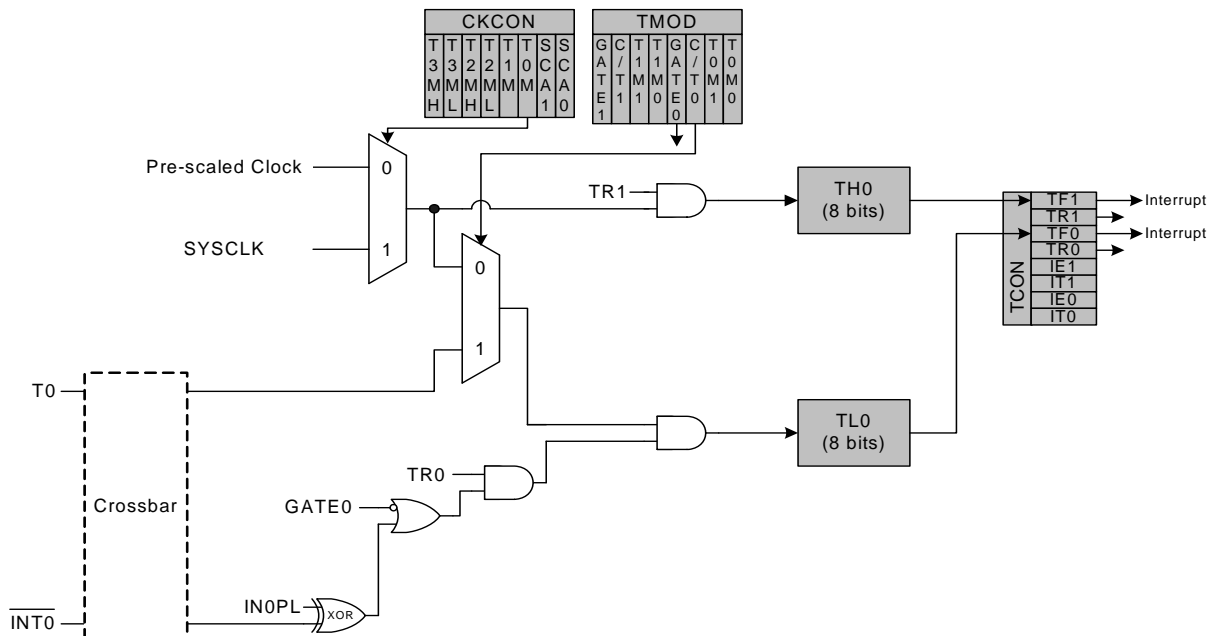 CKCON
T3MH
T3ML
T2MH
T2ML
T1M
T0M
SCA1
SCA0
TMOD
GATE1
C/T1
T1M1
T1M0
GATE0
C/T0
T0M1
T0M0
Pre-scaled Clock
0
1
SYSCLK
TR1
TH0
(8 bits)
TCON
TF1
TR1
TF0
TR0
IE1
IT1
IE0
IT0
Interrupt
Interrupt
0
1
T0
Crossbar
TL0
(8 bits)
TR0
GATE0
IN0PL
XOR
INT0